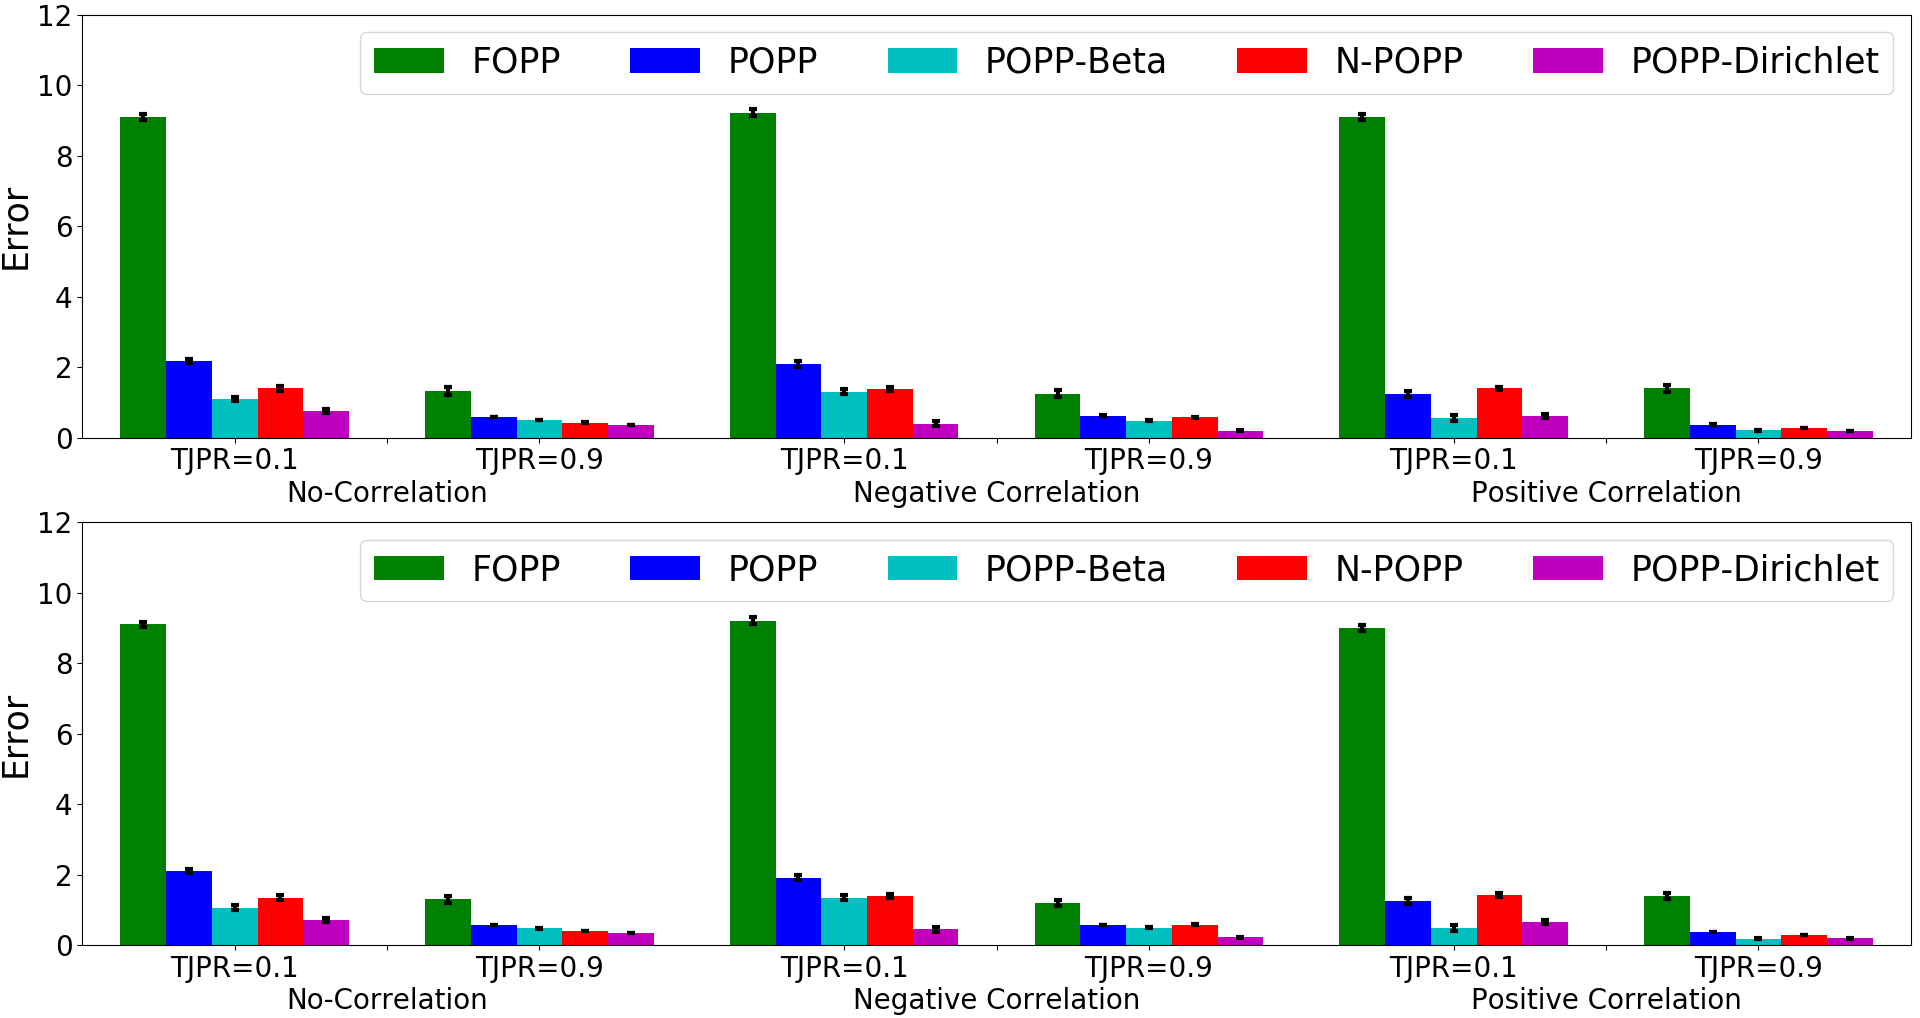 12
FOPP POPP POPP-Beta N-POPP POPP-Dirichlet
10
8
6
4
2
0
Error
TJPR=0.1 TJPR=0.9 TJPR=0.1 TJPR=0.9 TJPR=0.1 TJPR=0.9
No-Correlation Negative Correlation Positive Correlation
12
FOPP POPP POPP-Beta N-POPP POPP-Dirichlet
10
8
6
4
2
0
Error
TJPR=0.1 TJPR=0.9 TJPR=0.1 TJPR=0.9 TJPR=0.1 TJPR=0.9
No-Correlation Negative Correlation Positive Correlation